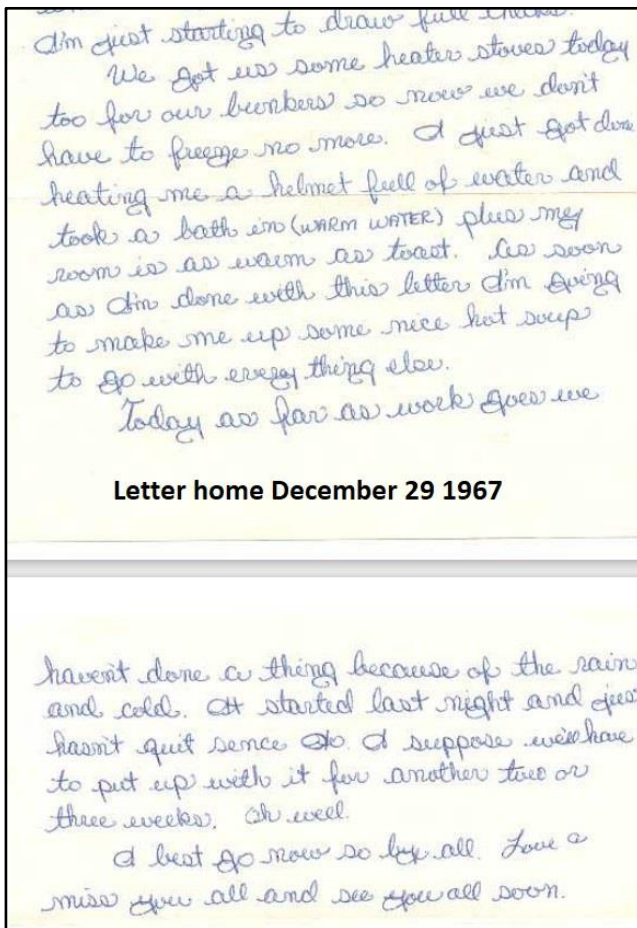 I'm just starting to draw full checks.
We got us some heater stoves today
too for our bunkers so now we don't
have to freeze no more. I just got done
heating me a helmet full of water and
took a bath in (WARM WATER) plus my
room is as warm as toast. As soon
as I'm done with this letter I'm going
to make me up some nice hot soup
to go with every thing else.
Today as far as work goes we
Letter home December 29 1967
haven't done a thing because of the rain
and cold. It started last night and jus
hasn't quit sence so. I suppose we'll have
to put up with it for another two or
three weeks. Oh well.
I best go now so by all. Love a
miss you all and see you all soon.